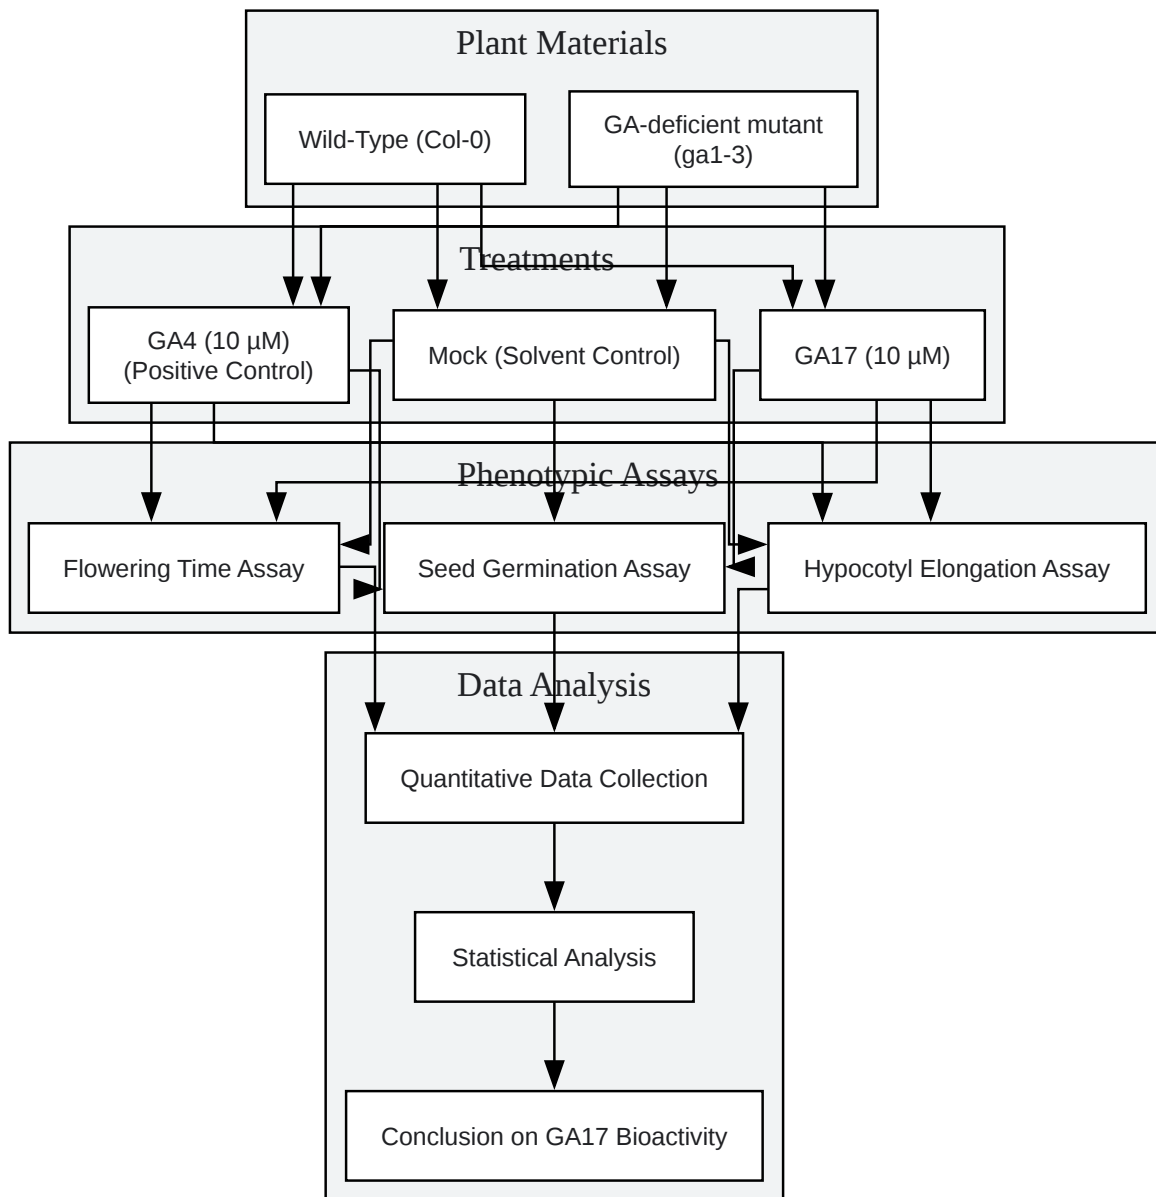 Plant Materials
Wild-Type (Col-0)
GA-deficient mutant
(ga1-3)
Treatments
GA4 (10 µM)
(Positive Control)
Mock (Solvent Control)
GA17 (10 µM)
Phenotypic Assays
Flowering Time Assay
Seed Germination Assay
Hypocotyl Elongation Assay
Data Analysis
Quantitative Data Collection
Statistical Analysis
Conclusion on GA17 Bioactivity